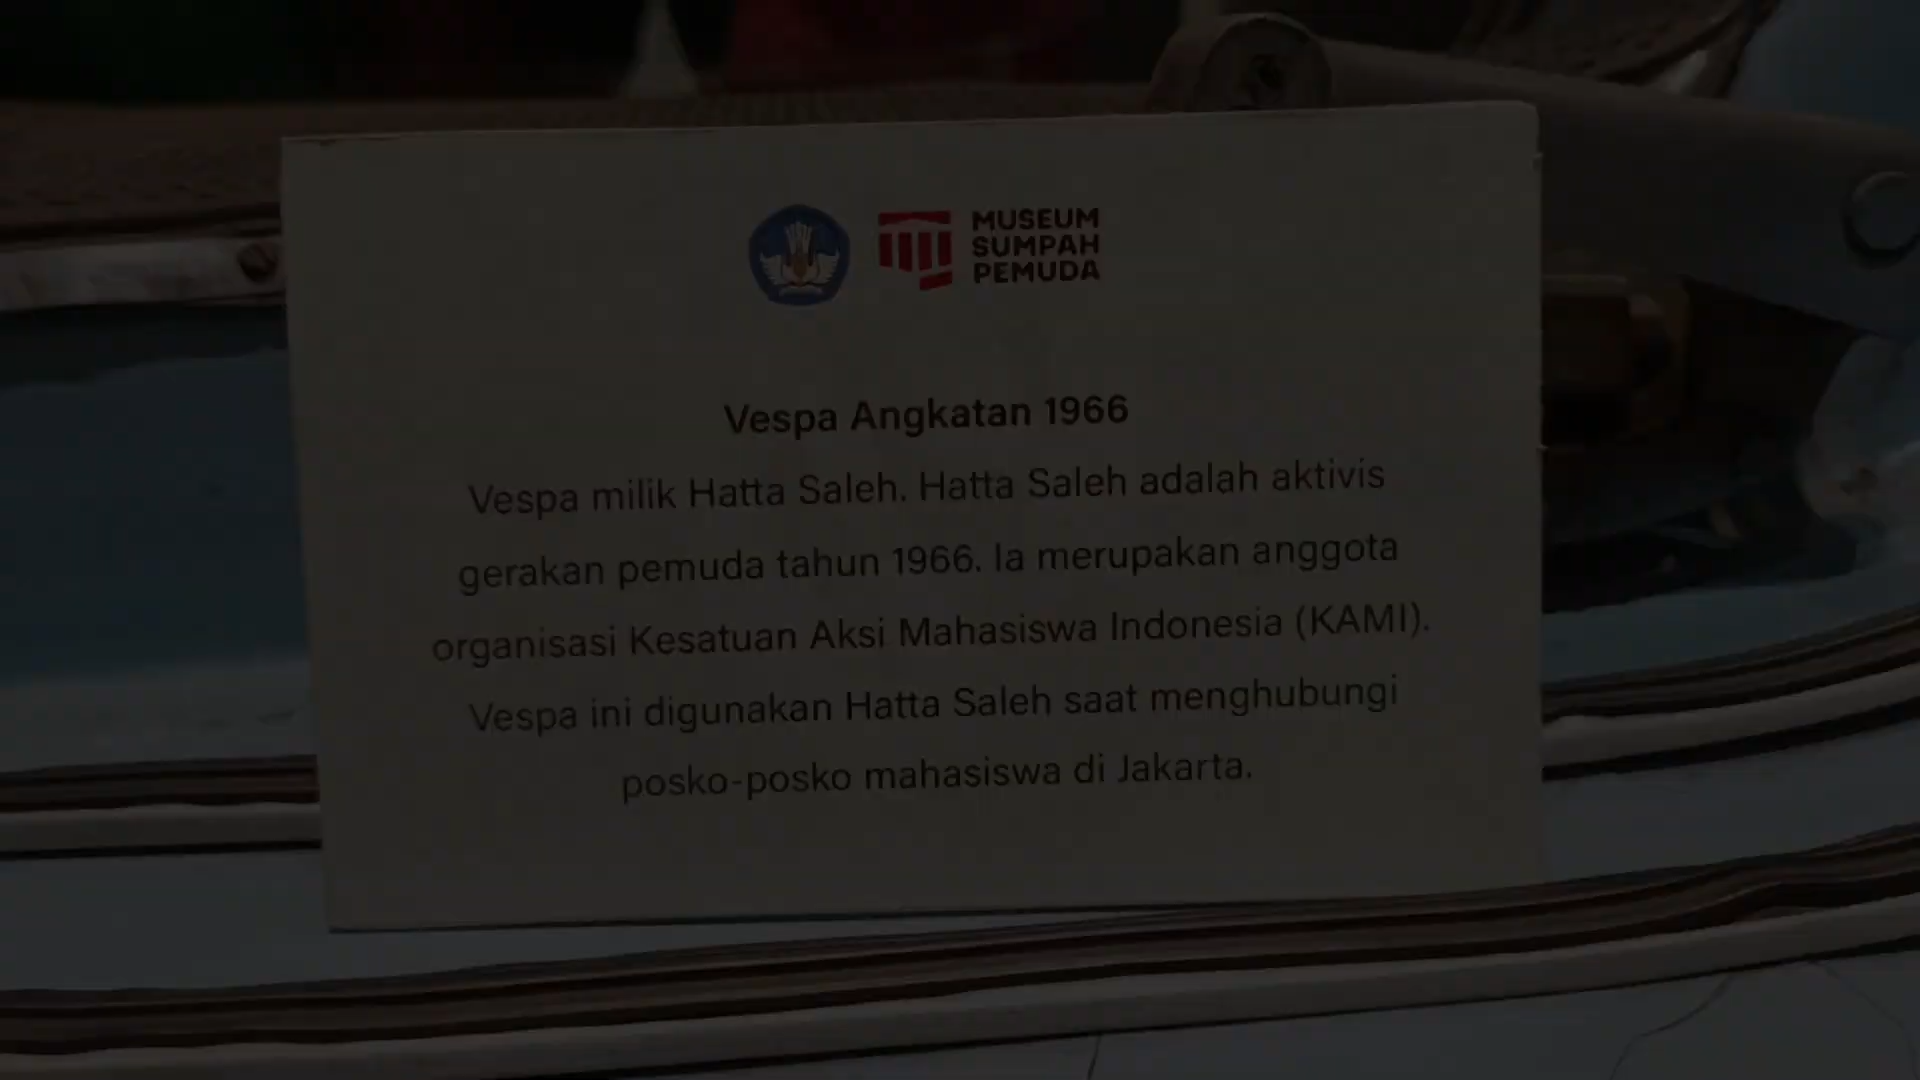 MUSEUM
SUMPAH
PEMUDA
Vespa Angkatan 1966
Vespa milik Hatta Saleh. Hatta Saleh adalah aktivis
gerakan pemuda tahun 1966. Ia merupakan anggota
organisasi Kesatuan Aksi Mahasiswa Indonesia (KAMI).
Vespa ini digunakan Hatta Saleh saat menghubungi
posko-posko mahasiswa di Jakarta.